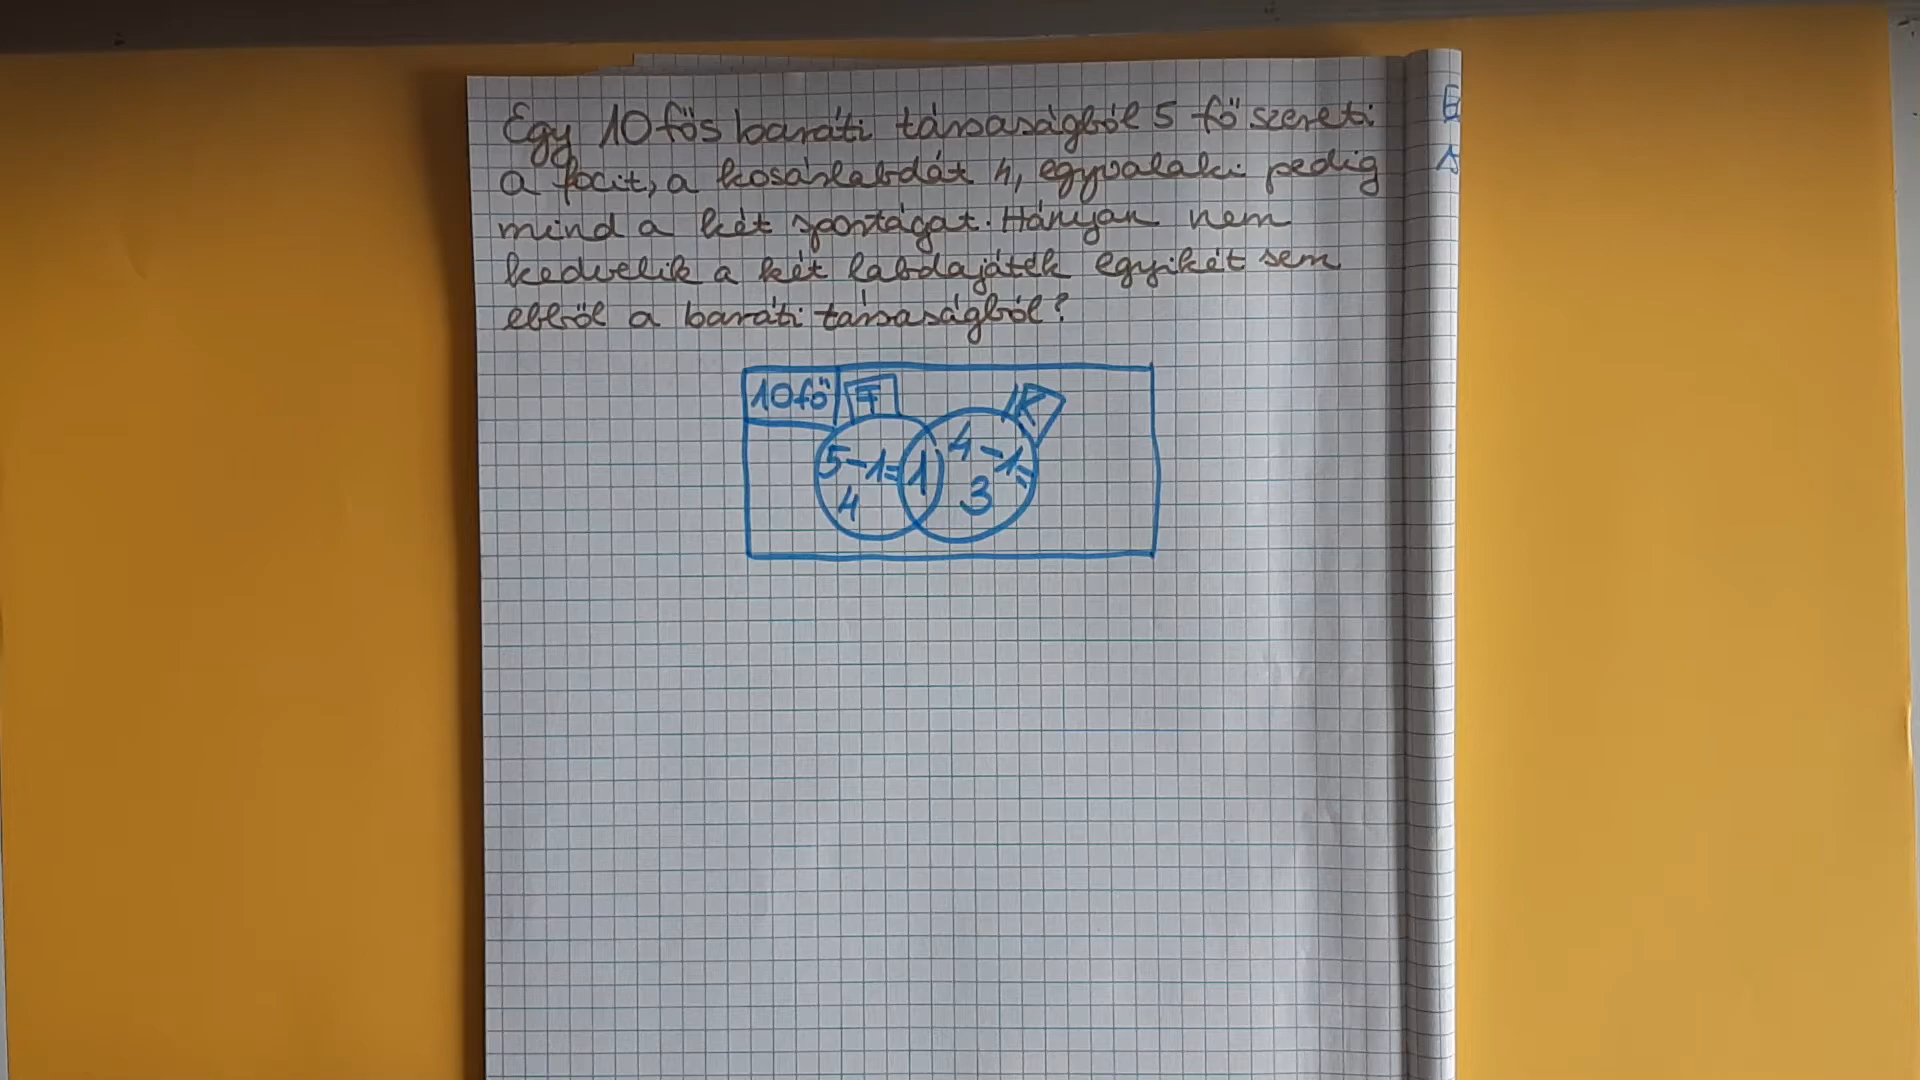 Egy 10 fős baráti társaságból 5 fő szereti
a focit, a kosárlabdát 4, egyvalaki pedig
mind a két sportágat. Hányan nem
kedvelik a két labdajáték egyikét sem
ebből a baráti társaságból?
10 fő F K
5-1= 1 4-1=
4 3